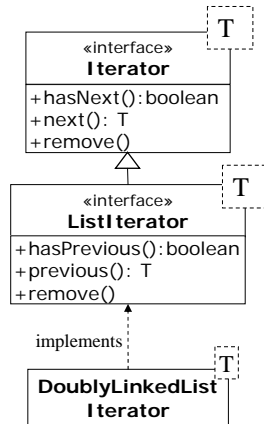 T
«interface»
Iterator
+hasNext():boolean
+next(): T
+remove()
T
«interface»
ListIterator
+hasPrevious():boolean
+previous(): T
+remove()
implements
T
DoublyLinkedList
Iterator